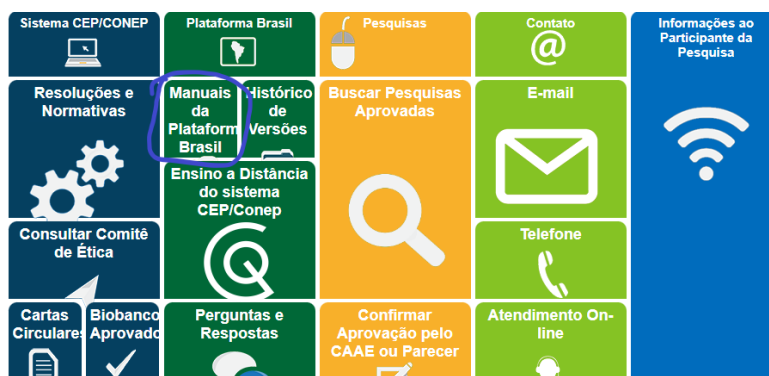 Sistema CEP/CONEP
Plataforma Brasil
Pesquisas
Contato
@
Informações ao
Participante da
Pesquisa
Resoluções e
Normativas
Manuais
da
Plataform
Brasil
Histórico
de
Versões
Buscar Pesquisas
Aprovadas
E-mail
Ensino a Distância
do sistema
CEP/Conep
Consultar Comitê
de Ética
Telefone
Cartas
Circulares
Biobanco
Aprovado
Perguntas e
Respostas
Confirmar
Aprovação pelo
CAAE ou Parecer
Atendimento On-
line